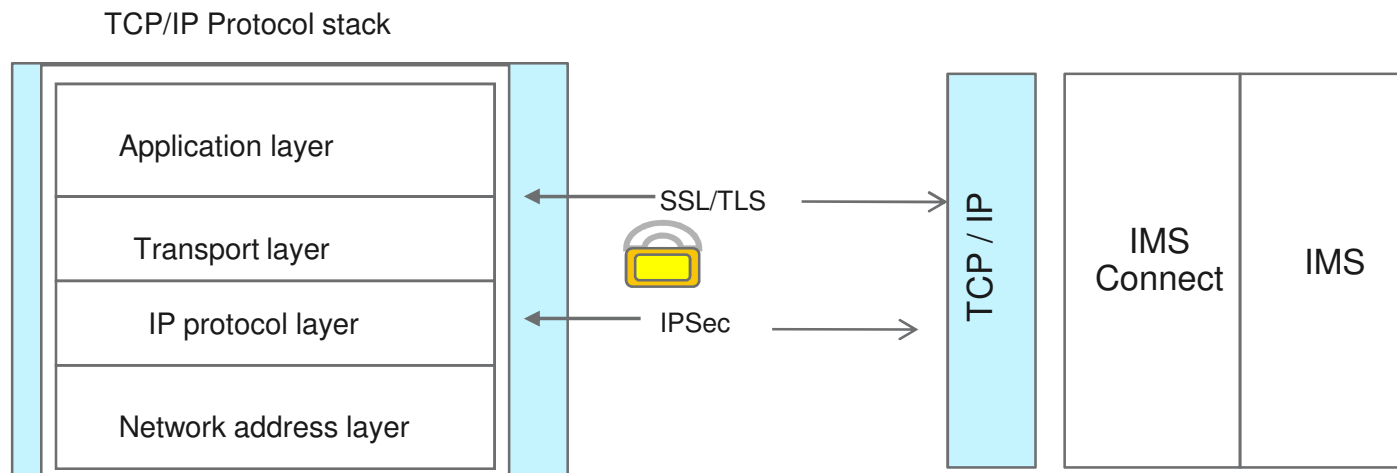 TCP/IP Protocol stack
Application layer
Transport layer
IP protocol layer
Network address layer
SSL/TLS
IPSec
TCP / IP
IMS
Connect
IMS